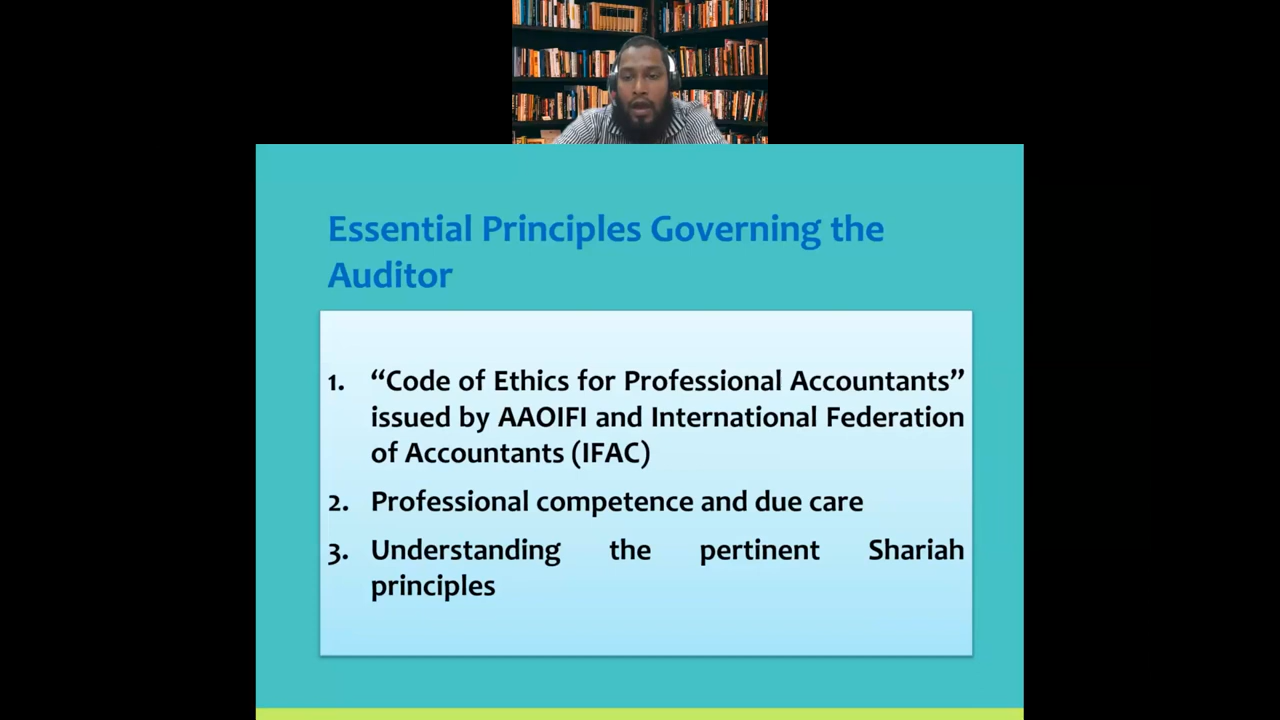 Essential Principles Governing the
Auditor
1. “Code of Ethics for Professional Accountants”
issued by AAOIFI and International Federation
of Accountants (IFAC)
2. Professional competence and due care
3. Understanding the pertinent Shariah
principles